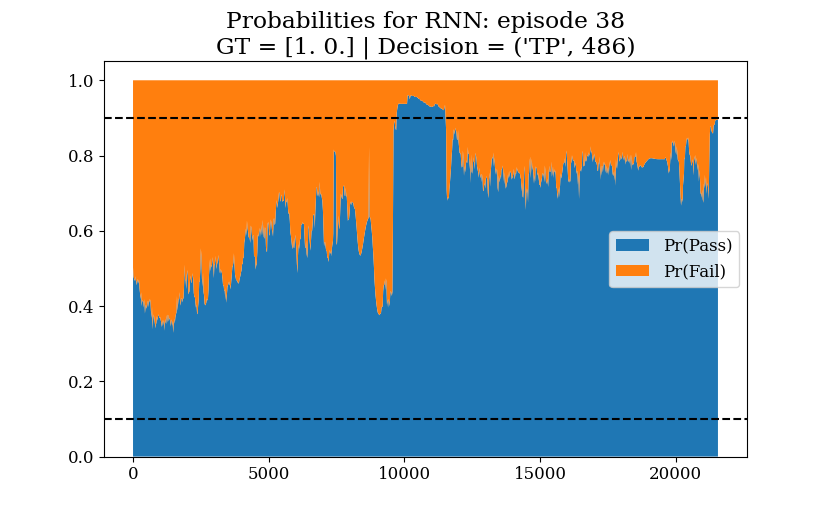 Probabilities for RNN: episode 38
GT = [1. 0.] | Decision = ('TP', 486)
1.0
0.8
0.6
0.4
0.2
0.0
Pr(Pass)
Pr(Fail)
0 5000 10000 15000 20000